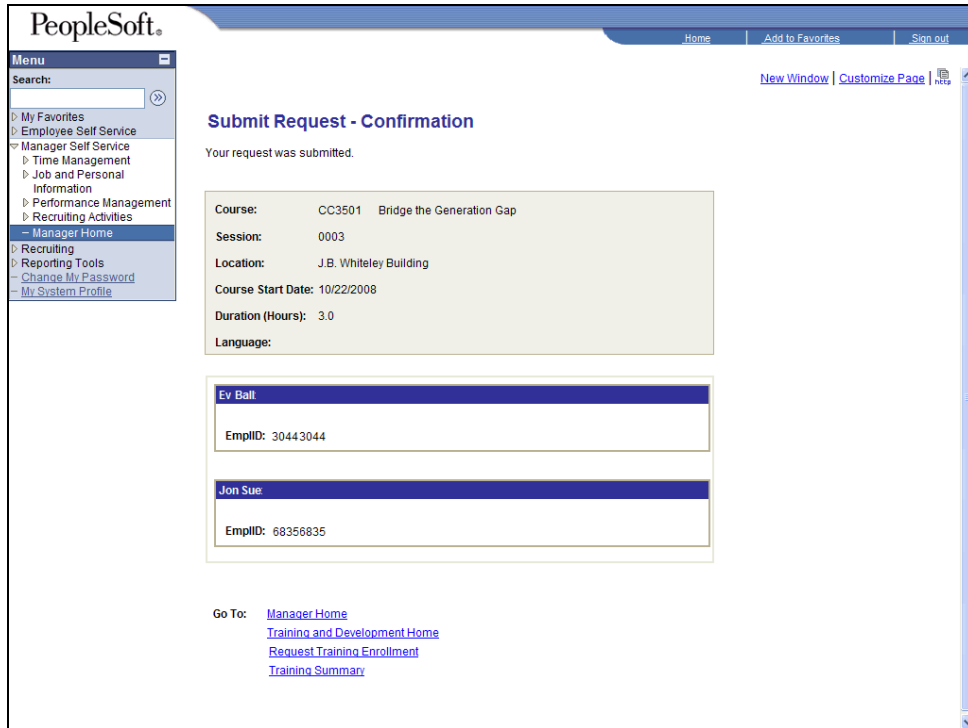 PeopleSoft®
Home
Add to Favorites
Sign out
Menu
Search:
New Window | Customize Page | http
My Favorites
Employee Self Service
Manager Self Service
Time Management
Job and Personal
Information
Performance Management
Recruiting Activities
Manager Home
Recruiting
Reporting Tools
Change My Password
My System Profile
Submit Request - Confirmation
Your request was submitted.
Course: CC3501 Bridge the Generation Gap
Session: 0003
Location: J.B. Whiteley Building
Course Start Date: 10/22/2008
Duration (Hours): 3.0
Language:
Ev Ball
EmplID: 30443044
Jon Sue
EmplID: 68356835
Go To: Manager Home
Training and Development Home
Request Training Enrollment
Training Summary